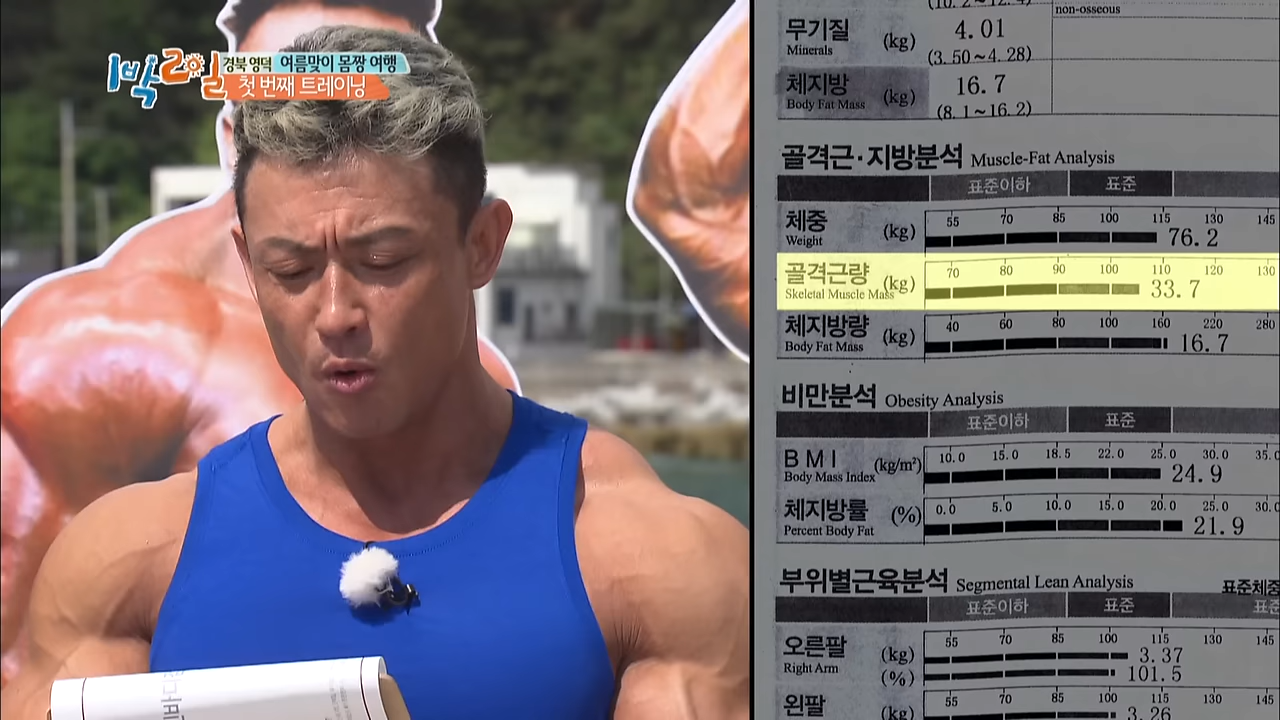 1박2일
경북 영덕 여름맞이 몸짱 여행
첫 번째 트레이닝
(10.2~12.4)
non-osseous
무기질 (kg) 4.01
Minerals
(3.50~4.28)
체지방 (kg) 16.7
Body Fat Mass
(8.1~16.2)
골격근·지방분석 Muscle-Fat Analysis
표준이하 표준
체중 (kg) 55 70 85 100 115 130 145
Weight 76.2
골격근량 (kg) 70 80 90 100 110 120 130
Skeletal Muscle Mass 33.7
체지방량 (kg) 40 60 80 100 160 220 280
Body Fat Mass 16.7
비만분석 Obesity Analysis
표준이하 표준
BMI (kg/m²) 10.0 15.0 18.5 22.0 25.0 30.0 35.0
Body Mass Index 24.9
체지방률 (%) 0.0 5.0 10.0 15.0 20.0 25.0 30.0
Percent Body Fat 21.9
부위별근육분석 Segmental Lean Analysis 표준체중
표준이하 표준 표준
오른팔 (kg) 55 70 85 100 115 130 145
Right Arm 3.37
(%) 101.5
왼팔 (kg) 55 70 85 100 115 130 145
3.26